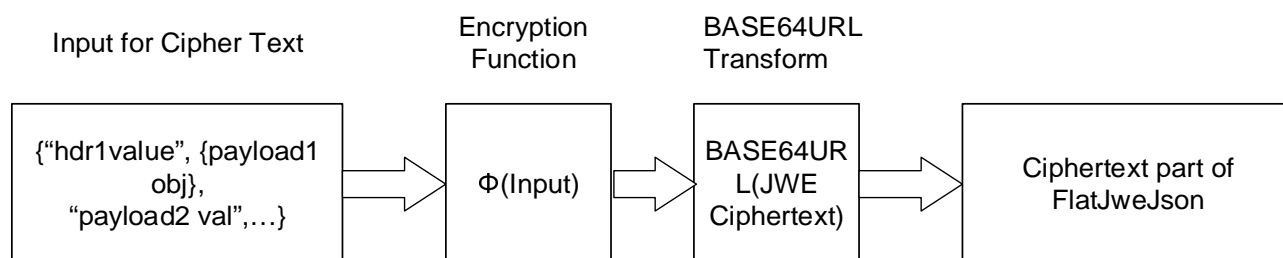 Input for Cipher Text
Encryption
Function
BASE64URL
Transform
{“hdr1value”, {payload1
obj},
“payload2 val”,…}
Φ(Input)
BASE64UR
L(JWE
Ciphertext)
Ciphertext part of
FlatJweJson